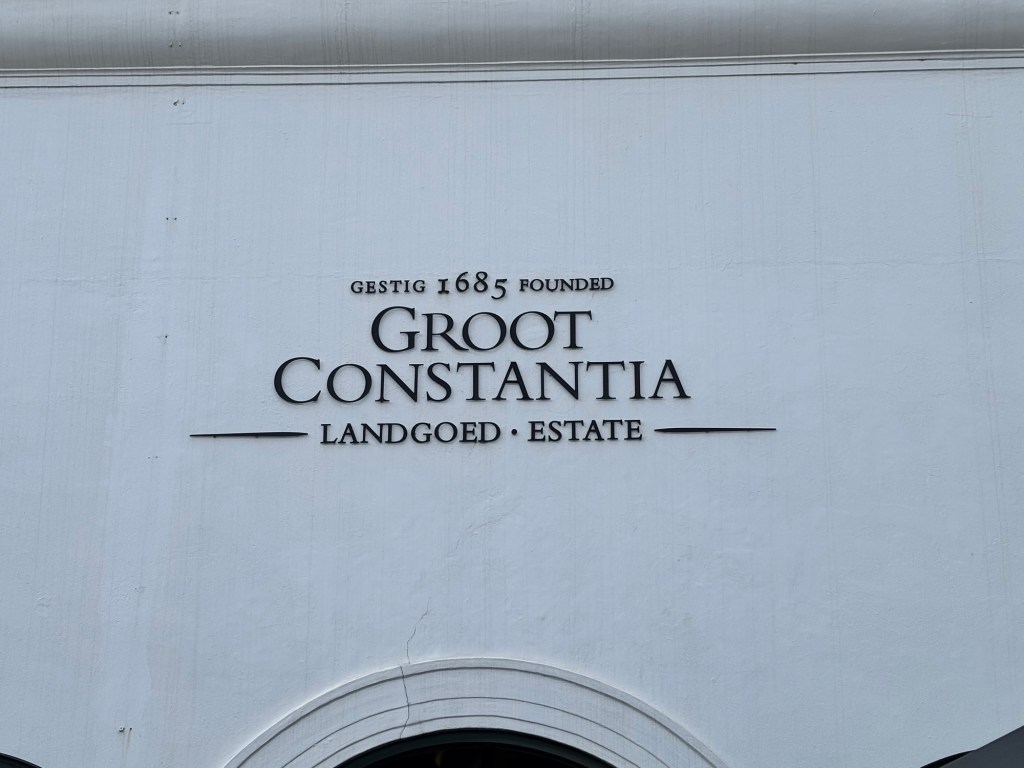 GESTIG 1685 FOUNDED
GROOT
CONSTANTIA
LANDGOED · ESTATE